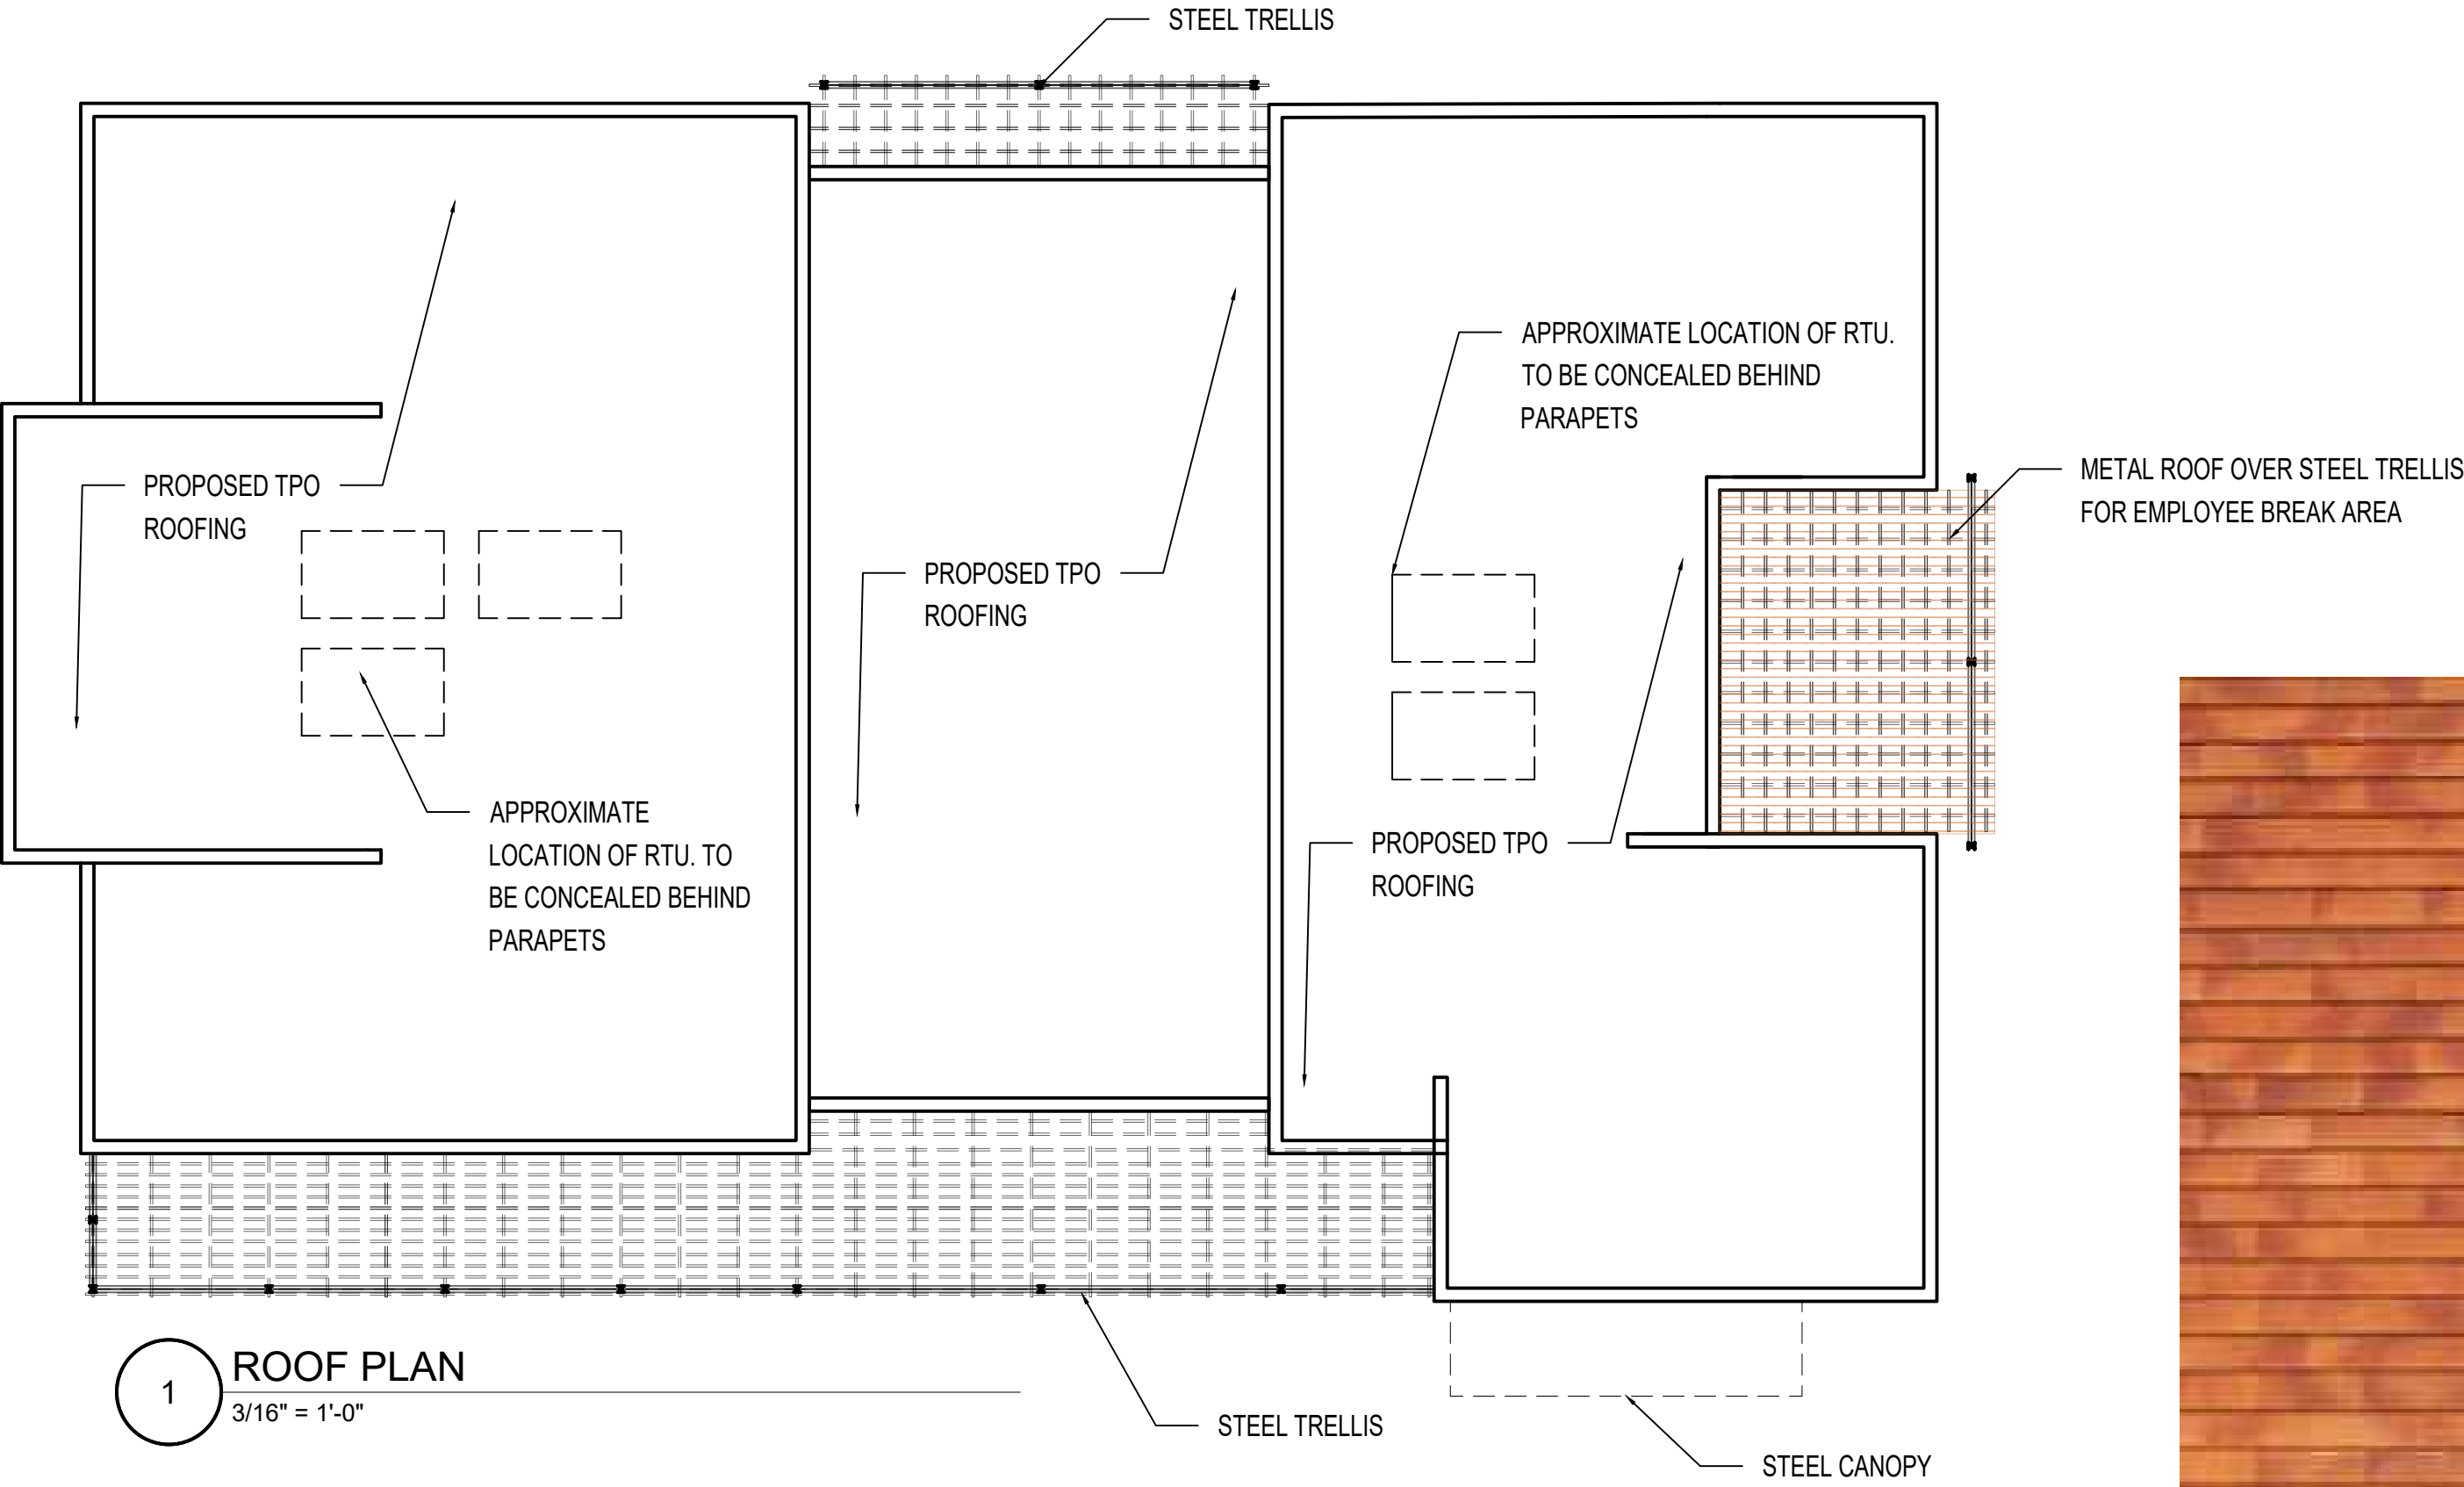 STEEL TRELLIS
APPROXIMATE LOCATION OF RTU.
TO BE CONCEALED BEHIND
PARAPETS
METAL ROOF OVER STEEL TRELLIS
FOR EMPLOYEE BREAK AREA
PROPOSED TPO
ROOFING
PROPOSED TPO
ROOFING
APPROXIMATE
LOCATION OF RTU. TO
BE CONCEALED BEHIND
PARAPETS
PROPOSED TPO
ROOFING
1
ROOF PLAN
3/16" = 1'-0"
STEEL TRELLIS
STEEL CANOPY